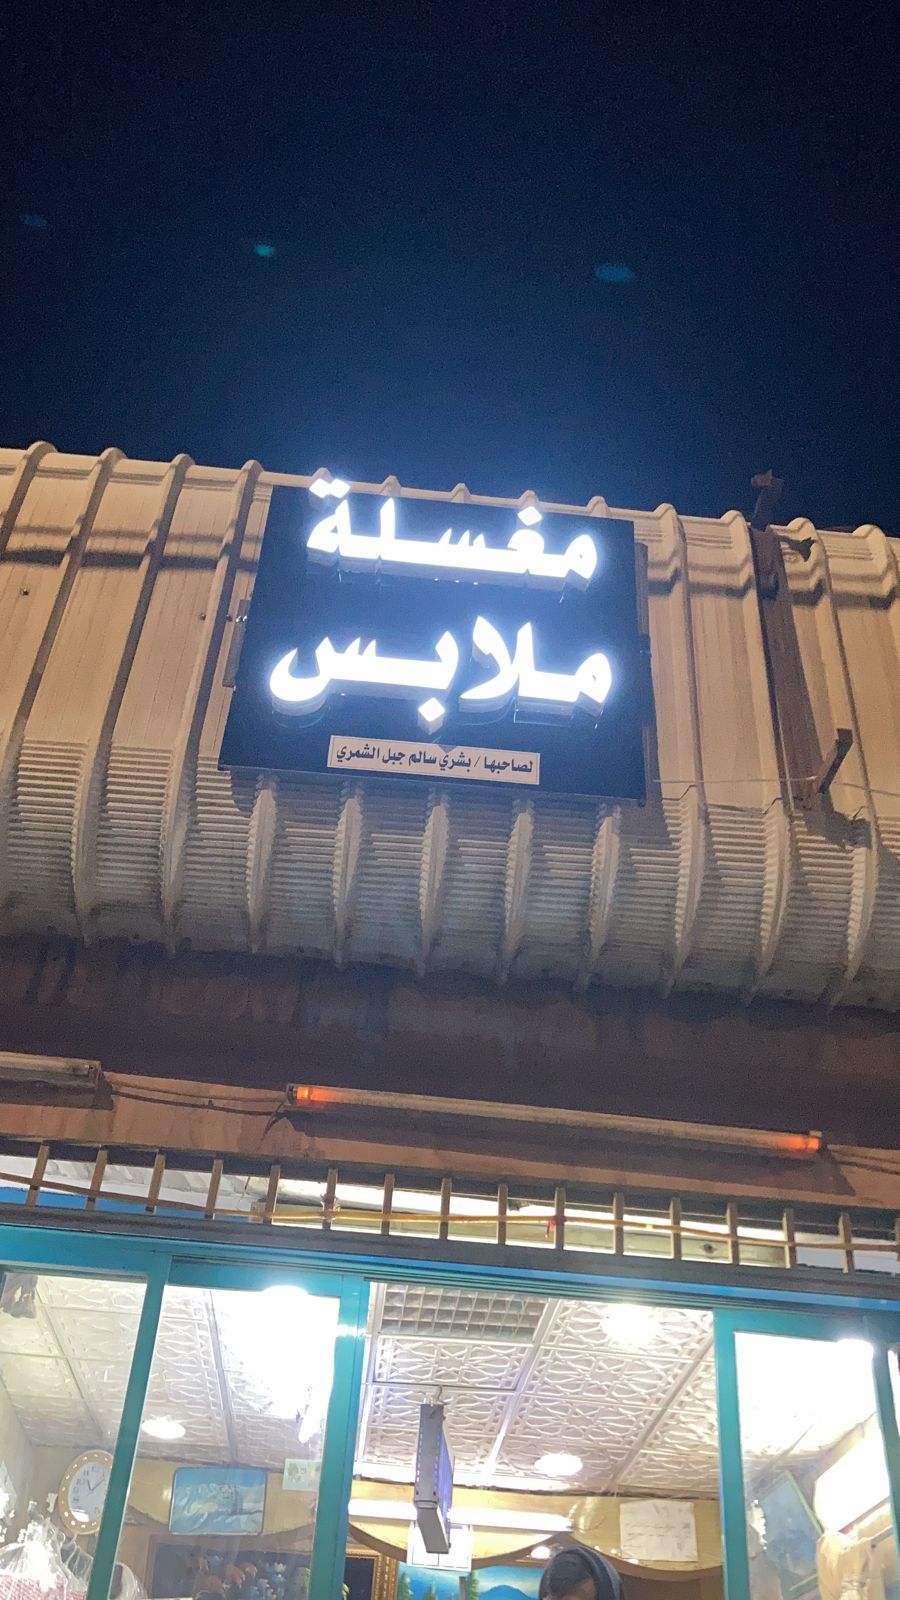 مغسلة
ملابس
لصاحبها / بشري سالم جبل الشمري